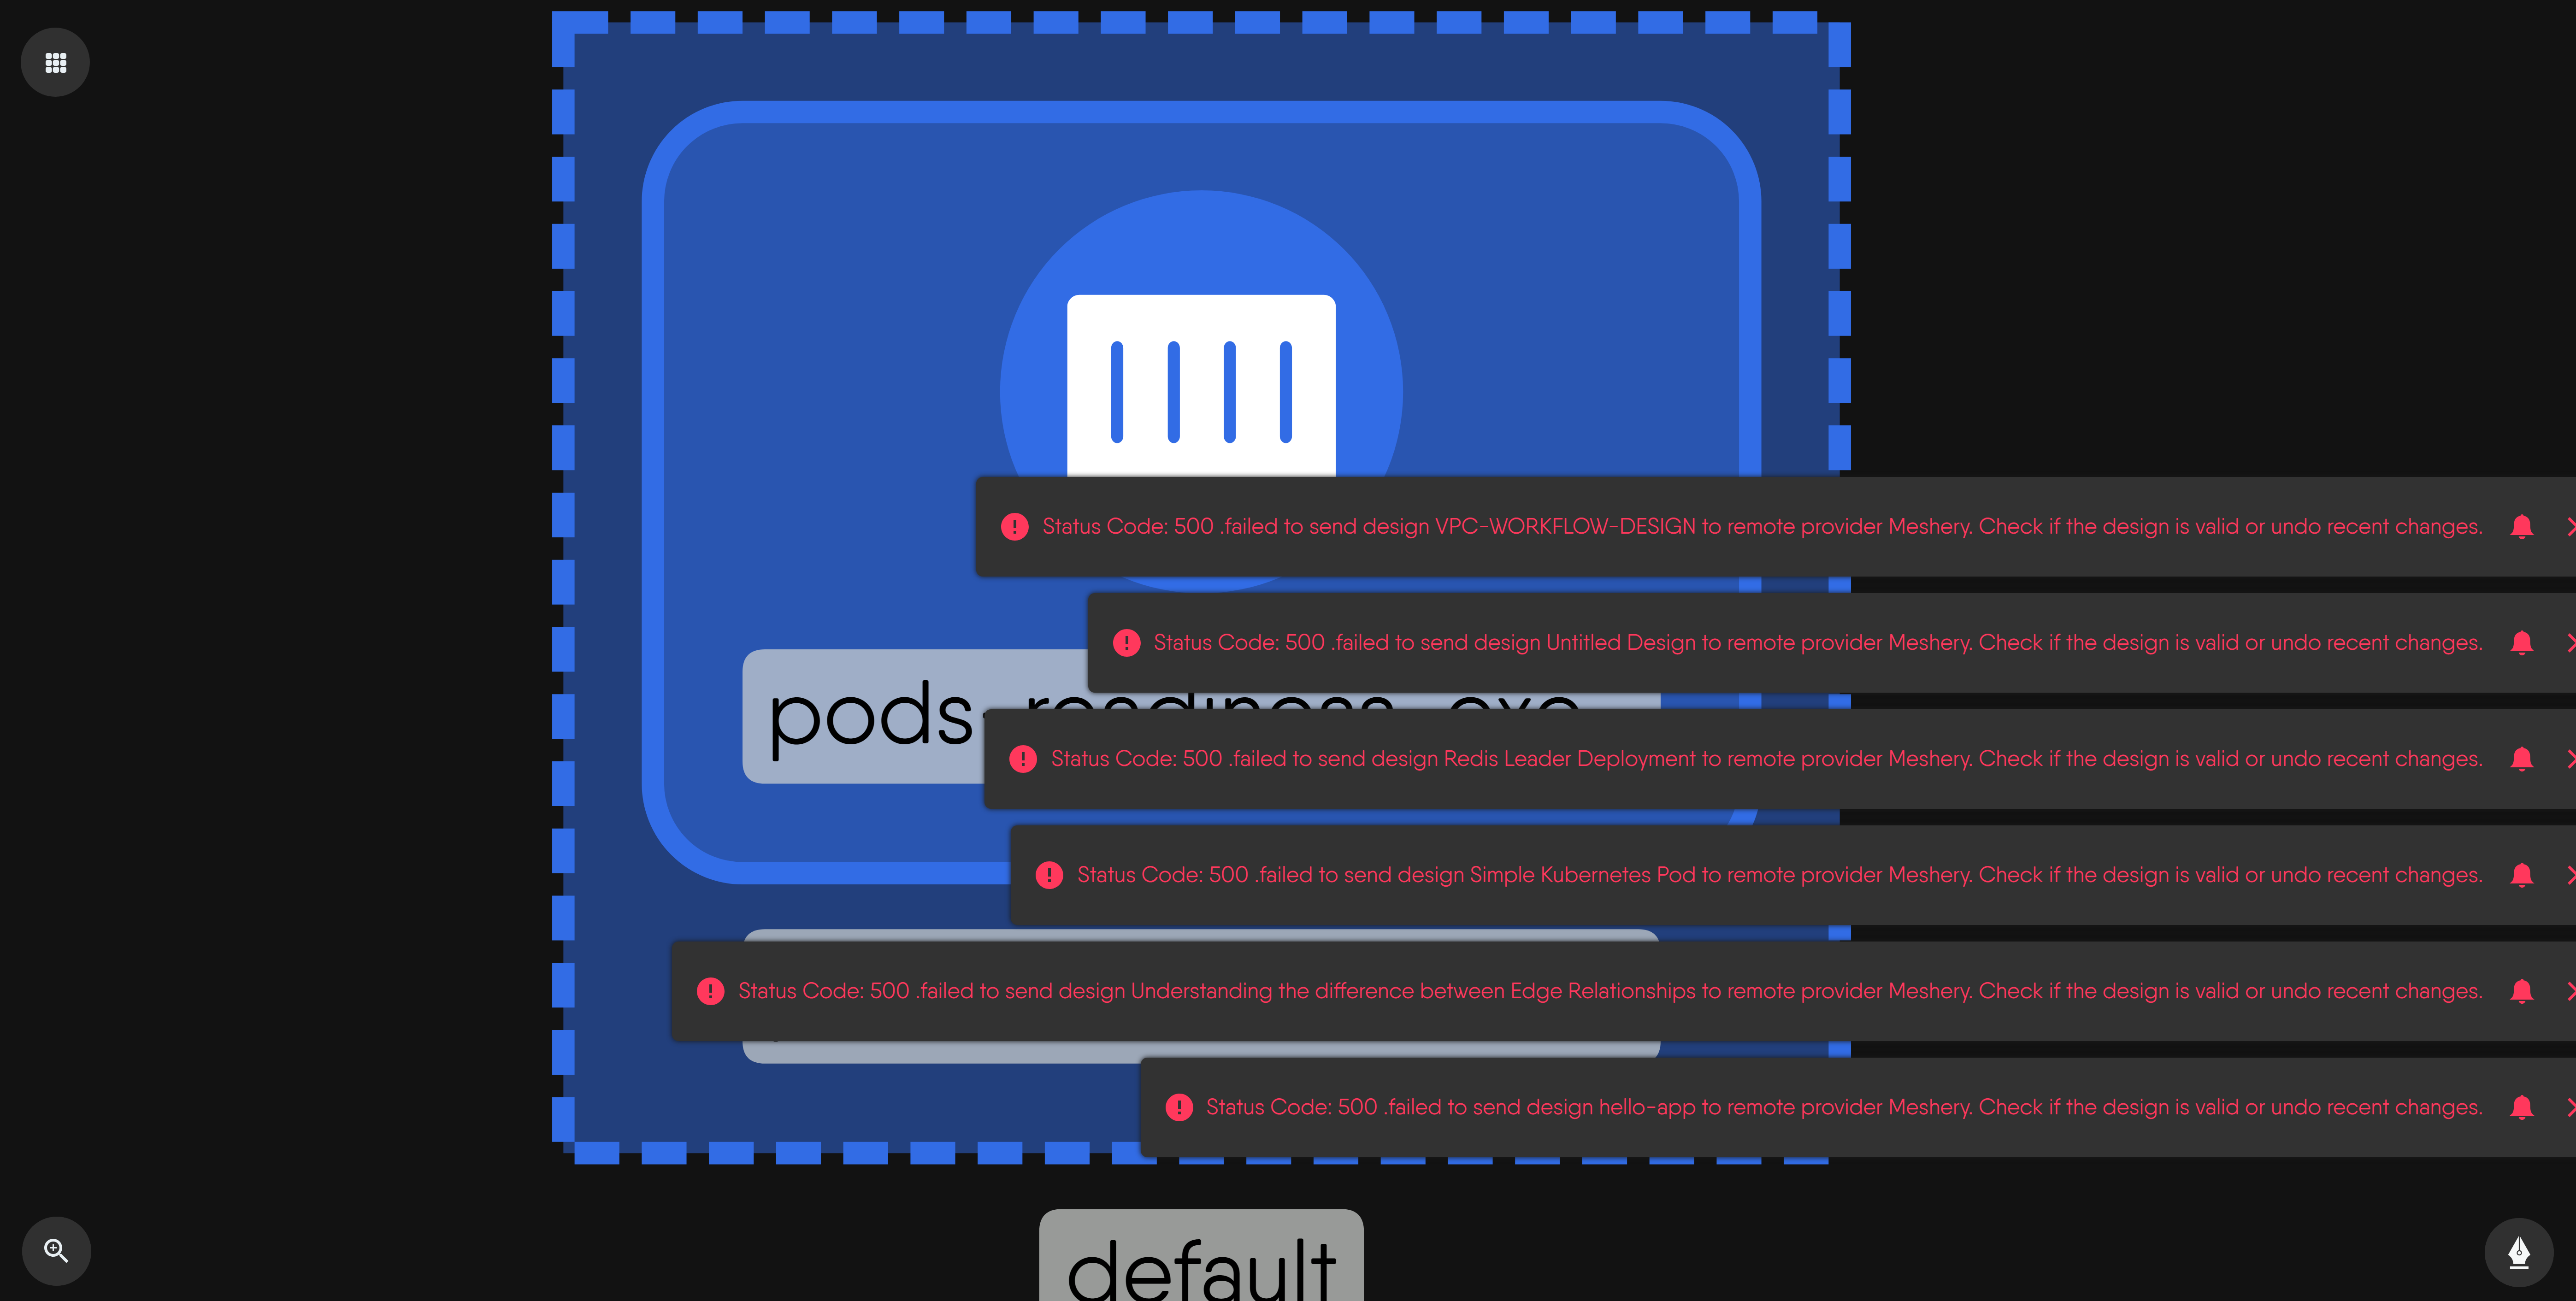 Status Code: 500 .failed to send design VPC-WORKFLOW-DESIGN to remote provider Meshery. Check if the design is valid or undo recent changes.
Status Code: 500 .failed to send design Untitled Design to remote provider Meshery. Check if the design is valid or undo recent changes.
pods-readiness-exe
Status Code: 500 .failed to send design Redis Leader Deployment to remote provider Meshery. Check if the design is valid or undo recent changes.
Status Code: 500 .failed to send design Simple Kubernetes Pod to remote provider Meshery. Check if the design is valid or undo recent changes.
Status Code: 500 .failed to send design Understanding the difference between Edge Relationships to remote provider Meshery. Check if the design is valid or undo recent changes.
Status Code: 500 .failed to send design hello-app to remote provider Meshery. Check if the design is valid or undo recent changes.
default